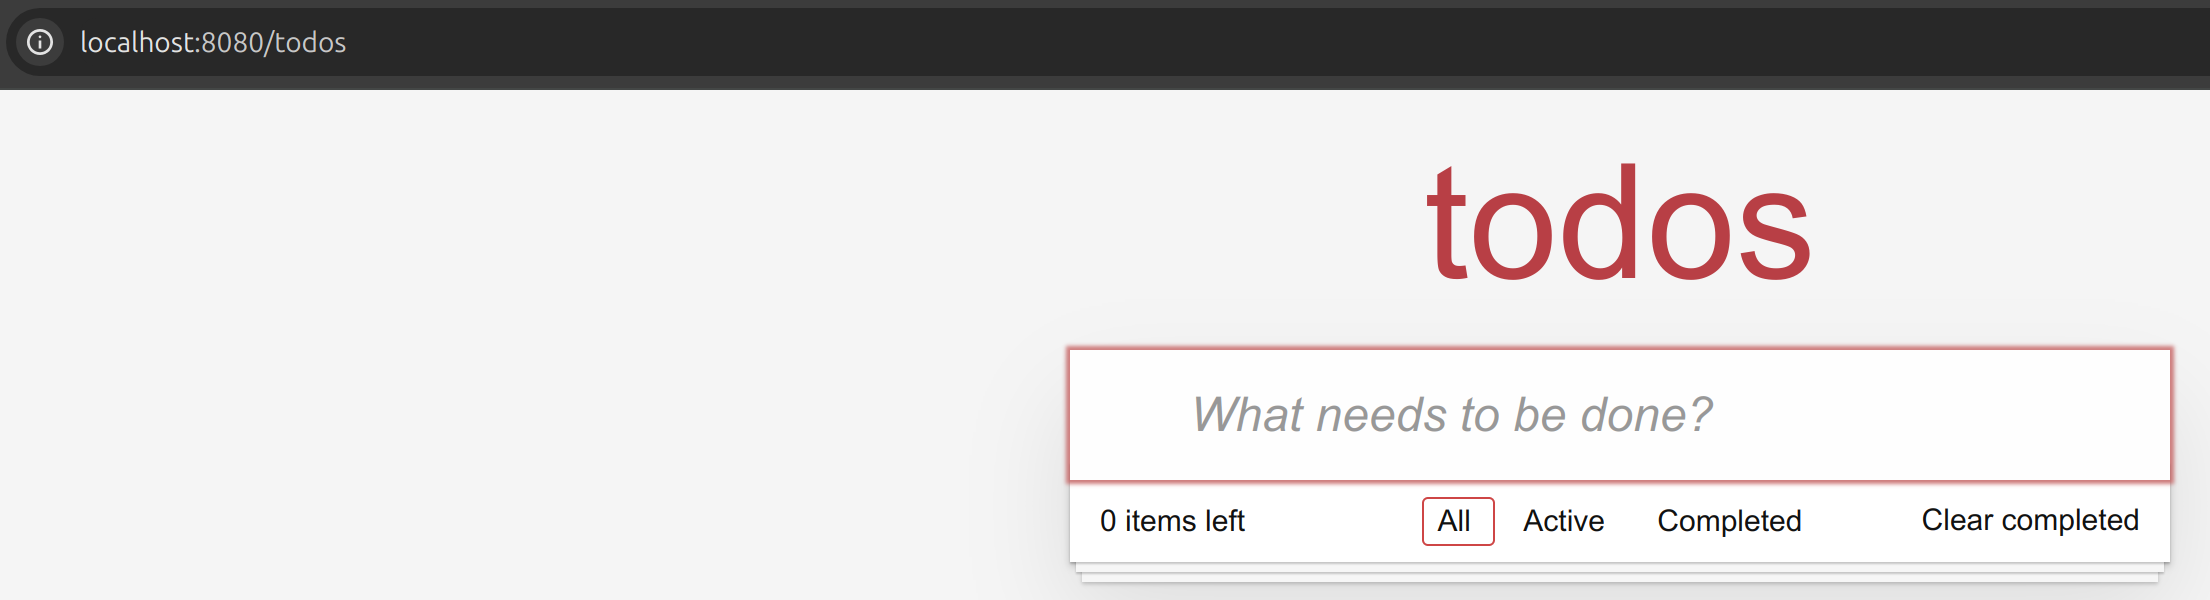 localhost:8080/todos
todos
What needs to be done?
0 items left All Active Completed Clear completed